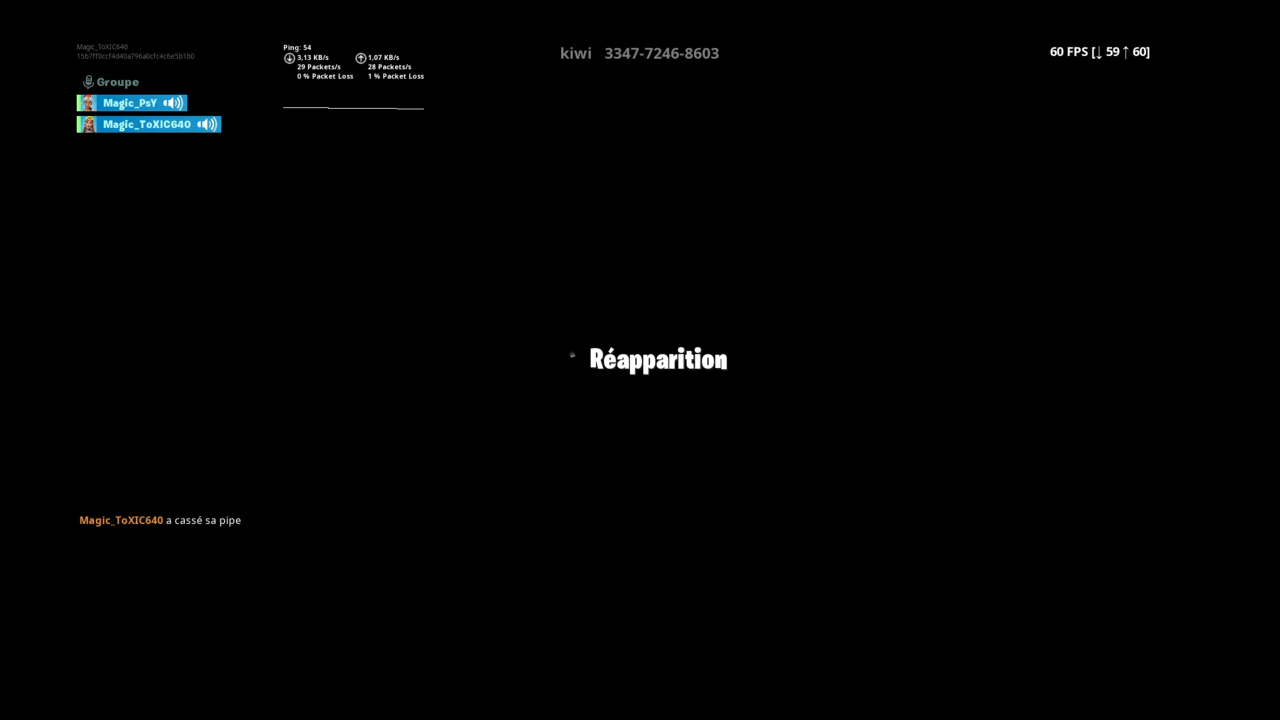 Magic_ToXIC640
15b7ff0ccf4d40a796a0cfc4c6e5b1b0
Groupe
Magic_PsY
Magic_ToXIC640
Ping: 54
3,13 KB/s
1,07 KB/s
29 Packets/s
28 Packets/s
0 % Packet Loss
1 % Packet Loss
kiwi 3347-7246-8603
60 FPS [↓ 59 ↑ 60]
Réapparition
Magic_ToXIC640 a cassé sa pipe